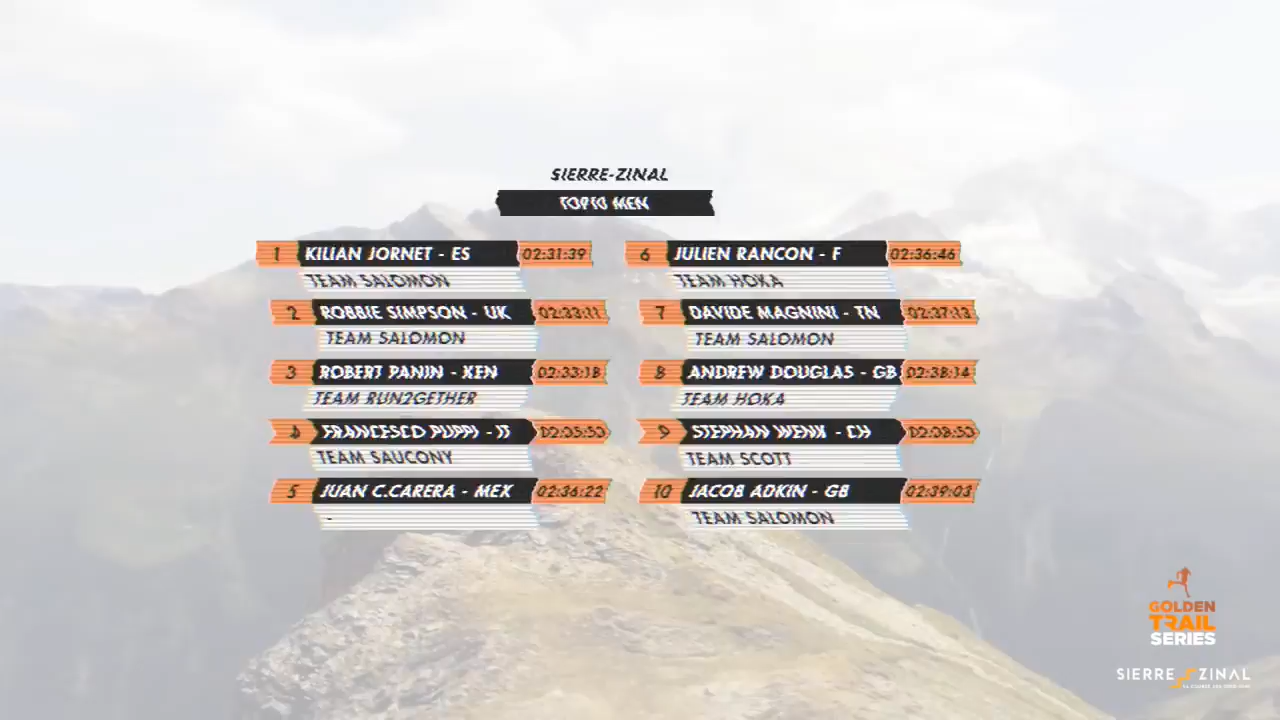 SIERRE-ZINAL
TOP10 MEN
1 KILIAN JORNET - ES 02:31:39
TEAM SALOMON
2 ROBBIE SIMPSON - UK 02:33:11
TEAM SALOMON
3 ROBERT PANIN - KEN 02:33:18
TEAM RUN2GETHER
4 FRANCESCO PUPPI - IT 02:35:53
TEAM SAUCONY
5 JUAN C.CARERA - MEX 02:36:22
-
6 JULIEN RANCON - F 02:36:46
TEAM HOKA
7 DAVIDE MAGNINI - TN 02:37:13
TEAM SALOMON
8 ANDREW DOUGLAS - GB 02:38:14
TEAM HOKA
9 STEPHAN WENK - CH 02:38:53
TEAM SCOTT
10 JACOB ADKIN - GB 02:39:03
TEAM SALOMON
GOLDEN
TRAIL
SERIES
SIERRE ZINAL